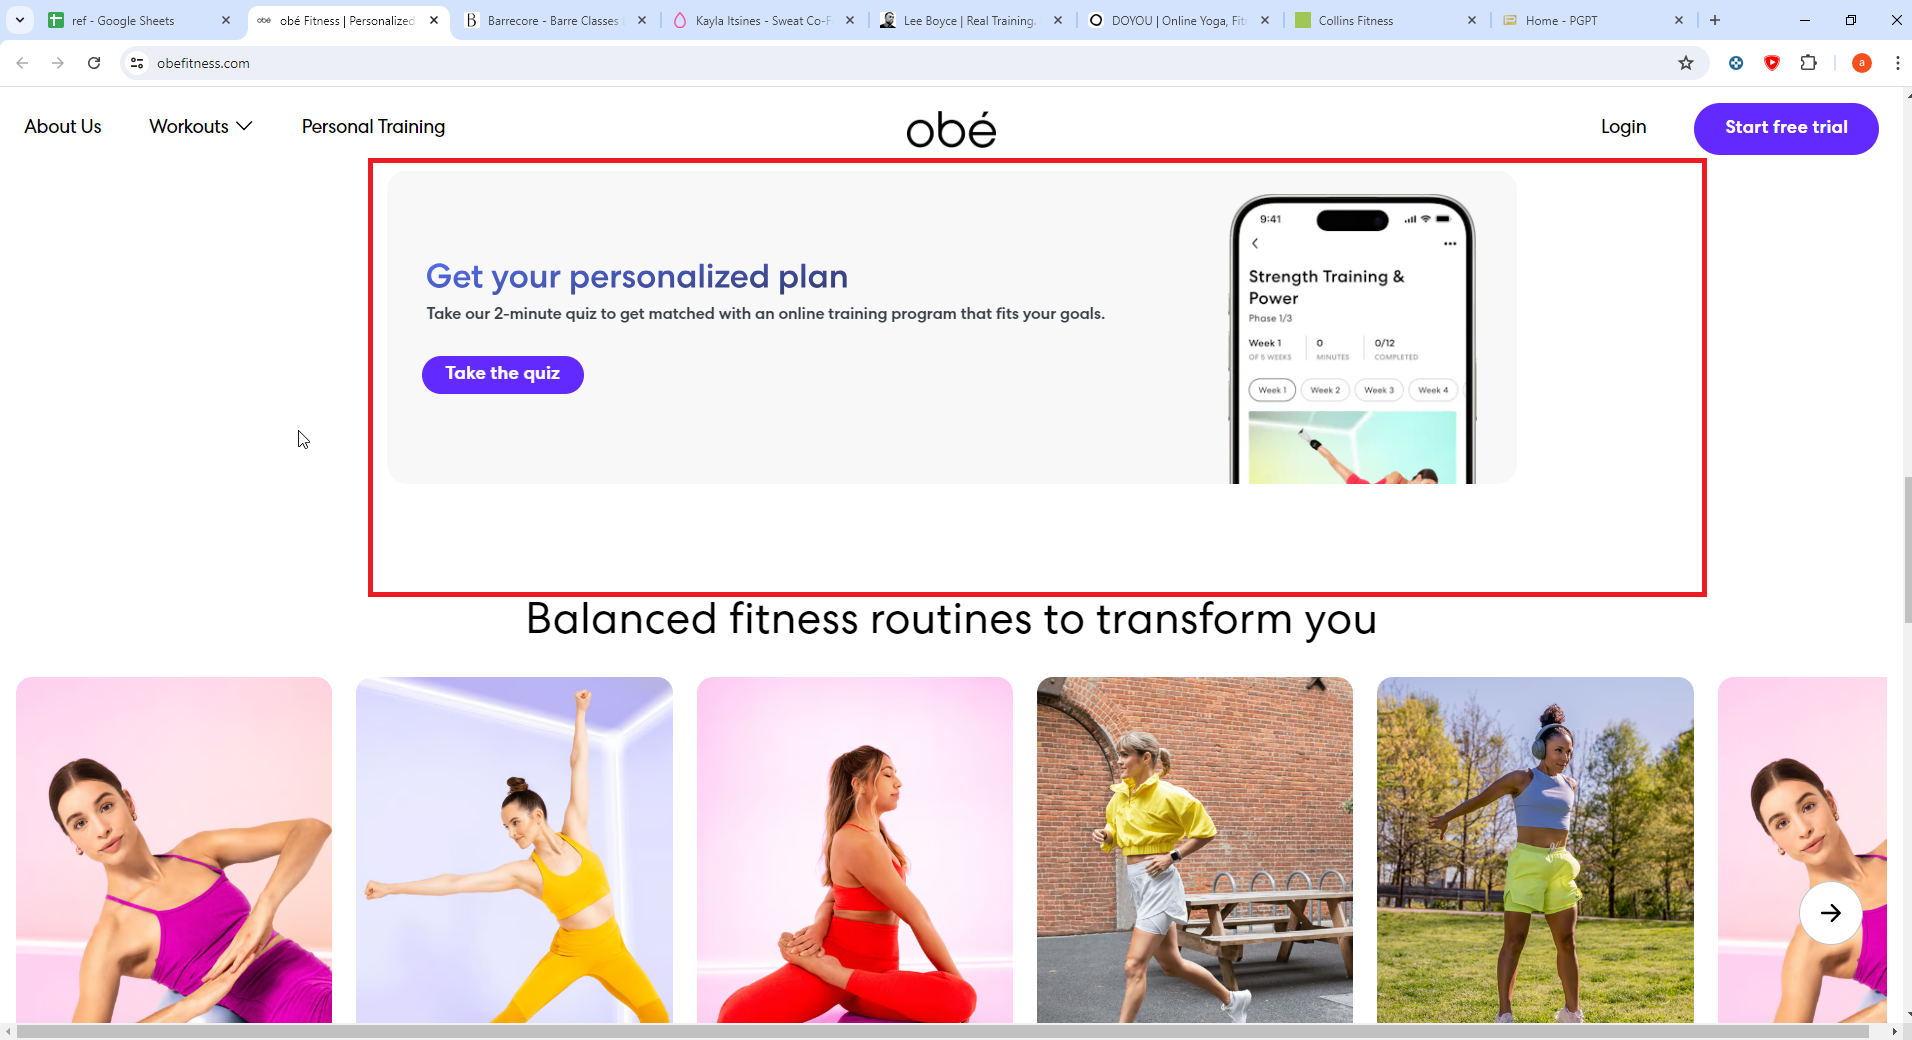 ref - Google Sheets
obé Fitness | Personalized
Barrecore - Barre Classes
Kayla Itsines - Sweat Co-F
Lee Boyce | Real Training.
DOYOU | Online Yoga, Fit
Collins Fitness
Home - PGPT
obefitness.com
a
About Us
Workouts
Personal Training
obé
Login
Start free trial
Get your personalized plan
Take our 2-minute quiz to get matched with an online training program that fits your goals.
Take the quiz
9:41
Strength Training &
Power
Phase 1/3
Week 1 0 0/12
OF 5 WEEKS MINUTES COMPLETED
Week 1 Week 2 Week 3 Week 4
Balanced fitness routines to transform you